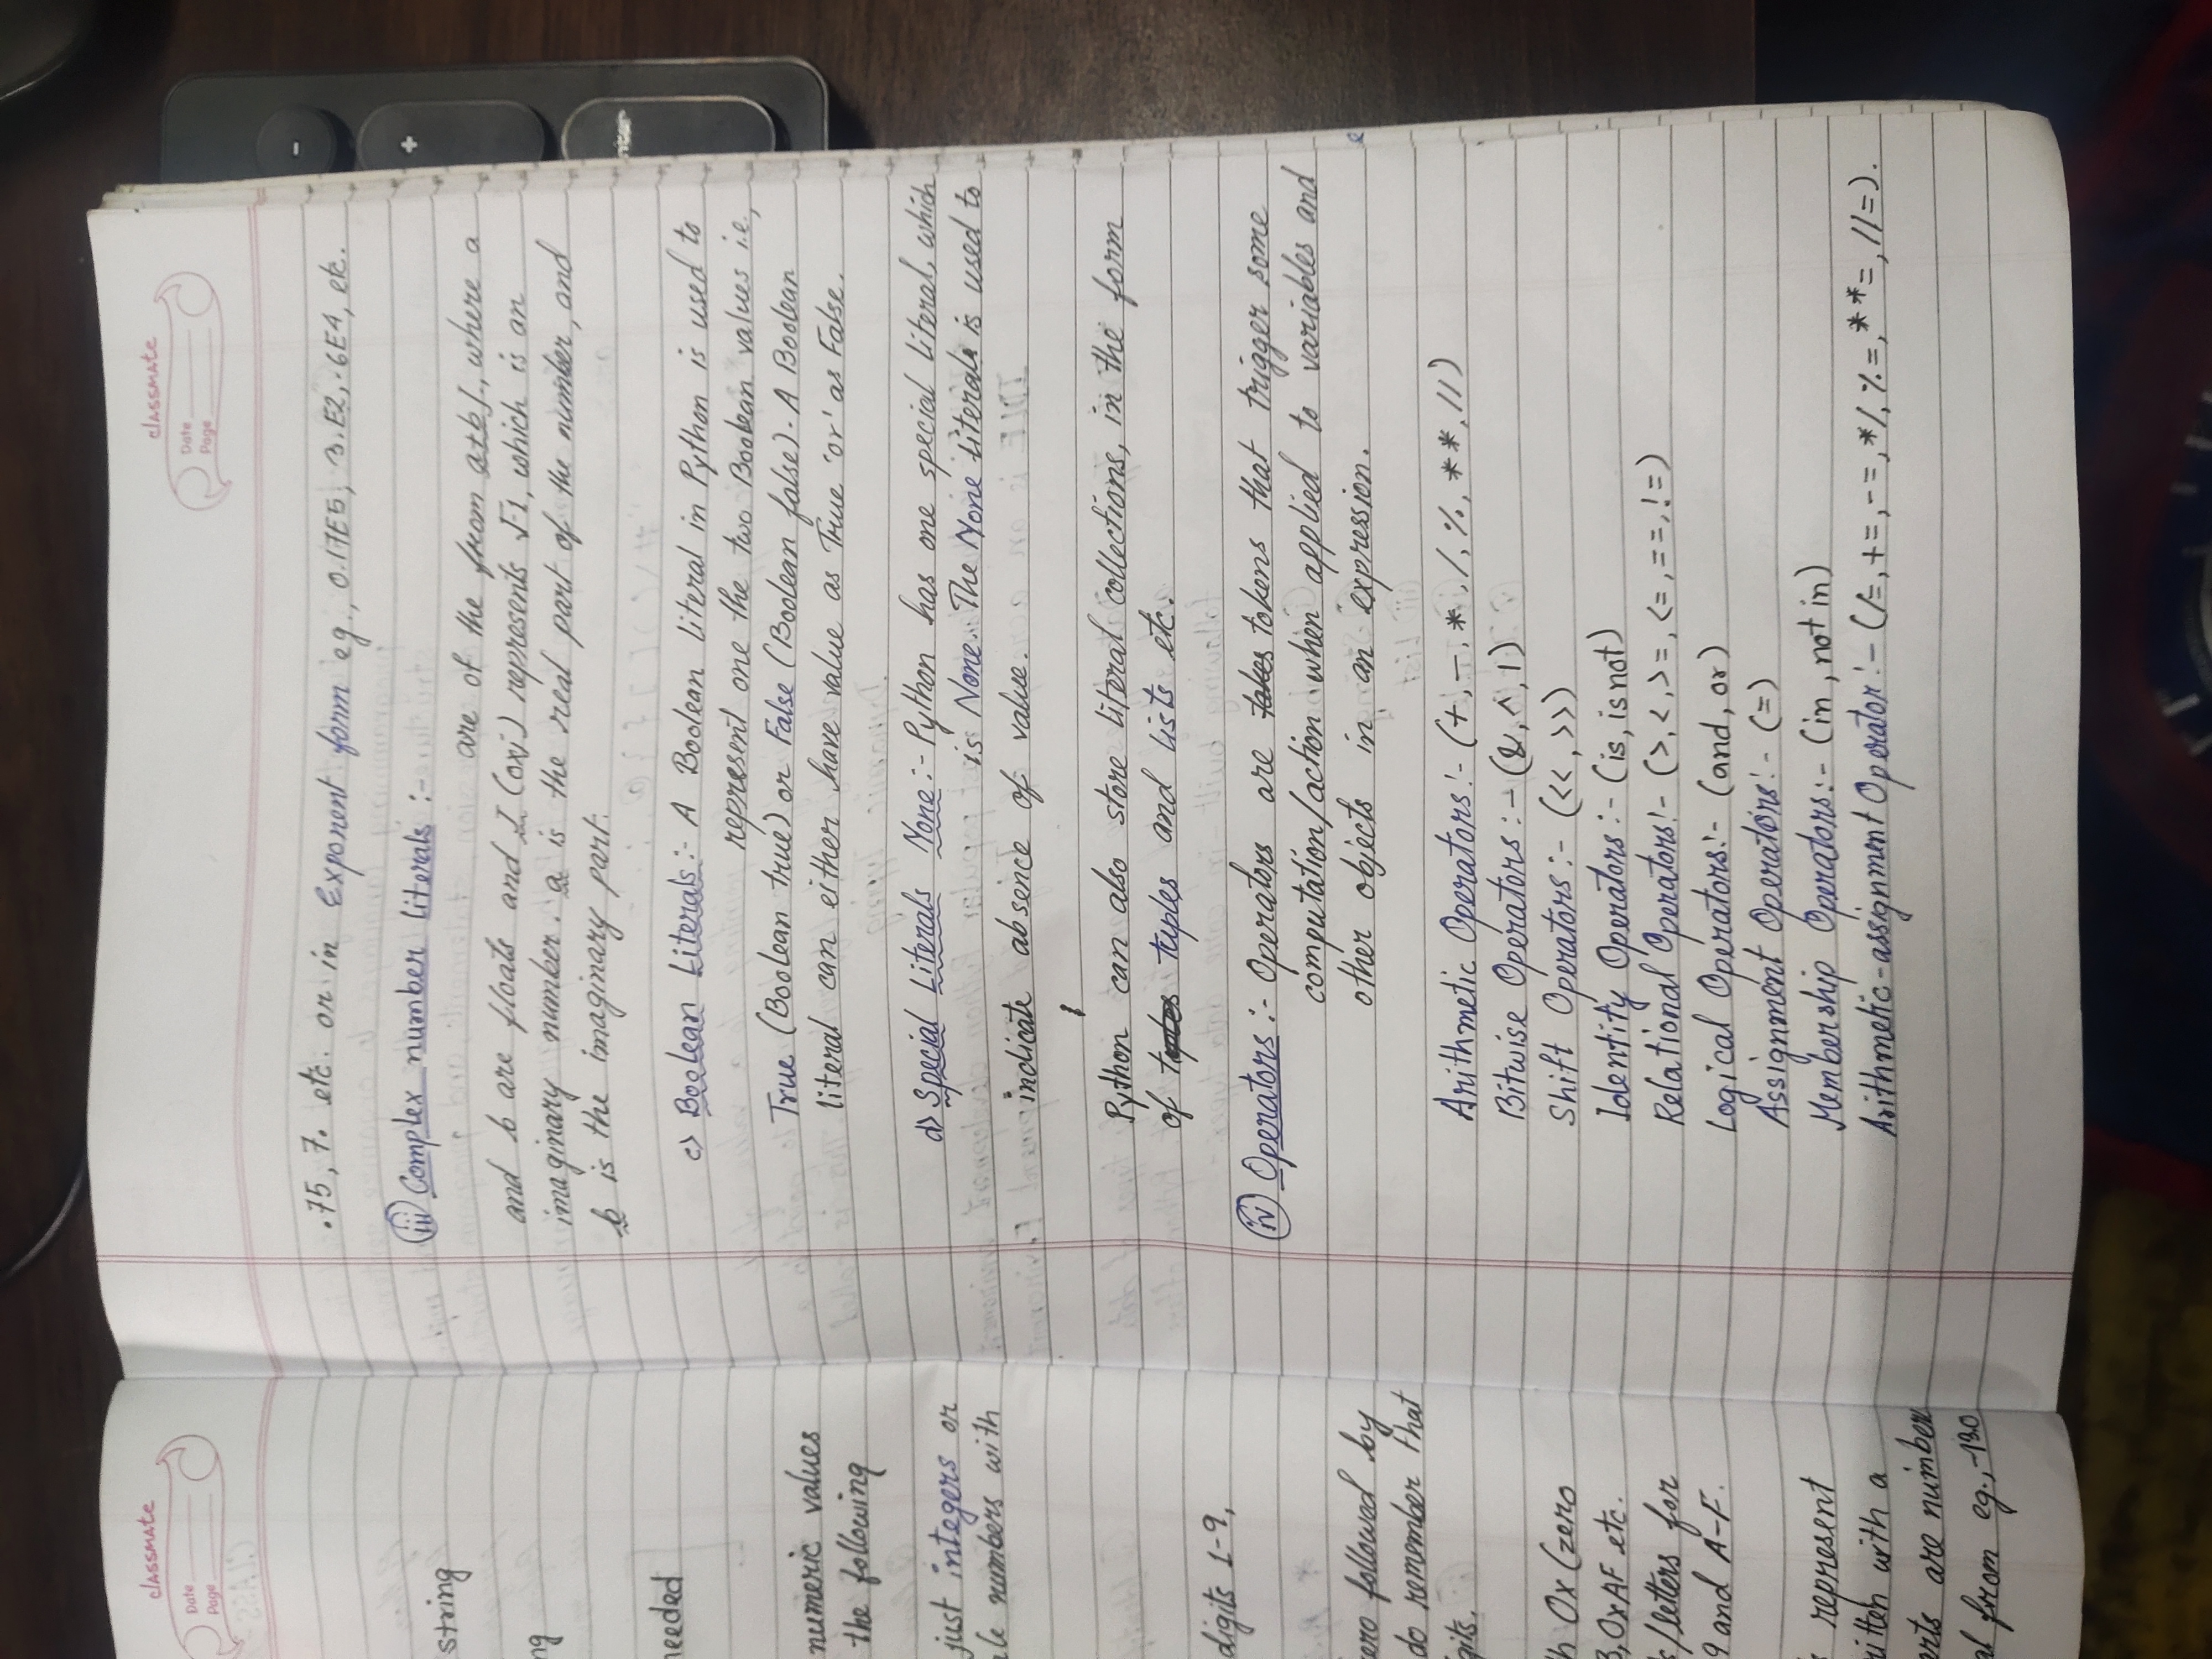 classmate
Date
Page
string
ng
needed
numeric values
the following
just integers or
ale numbers with
digits 1-9,
zero followed by
do remember that
gits.
th 0x (zero
3, 0xAF etc.
s/letters for
9 and A-F.
s represent
ritten with a
arts are number
al from eg., -13.0
classmate
Date
Page
.75, 7. etc. or in Exponent form eg., 0.17E5, 3.E2, .6E4, etc.
iii Complex number literals :-
are of the from a+bj, where a
and b are floats and J (or j) represents √-1, which is an
imaginary number. a is the real part of the number, and
b is the imaginary part.
c) Boolean Literals:- A Boolean literal in Python is used to
represent one the two Boolean values i.e.,
True (Boolean true) or False (Boolean false). A Boolean
literal can either have value as True 'or' as False.
d) Special Literals None:- Python has one special literal, which
is None. The None literals is used to
indicate absence of value.
Python can also store literal collections, in the form
of tuples and lists etc.
iv Operators:- Operators are takes tokens that trigger some
computation/action when applied to variables and
other objects in an expression.
Arithmetic Operators:- (+, -, *, /, %, **, //)
Bitwise Operators:- (&, ^, |)
Shift Operators:- (<<, >>)
Identity Operators:- (is, is not)
Relational Operators:- (>, <, >=, <=, ==, !=)
Logical Operators:- (and, or)
Assignment Operators:- (=)
Membership Operators:- (in, not in)
Arithmetic-assignment Operator:- (/=, +=, -=, */, %=, **=, //=).
+
-